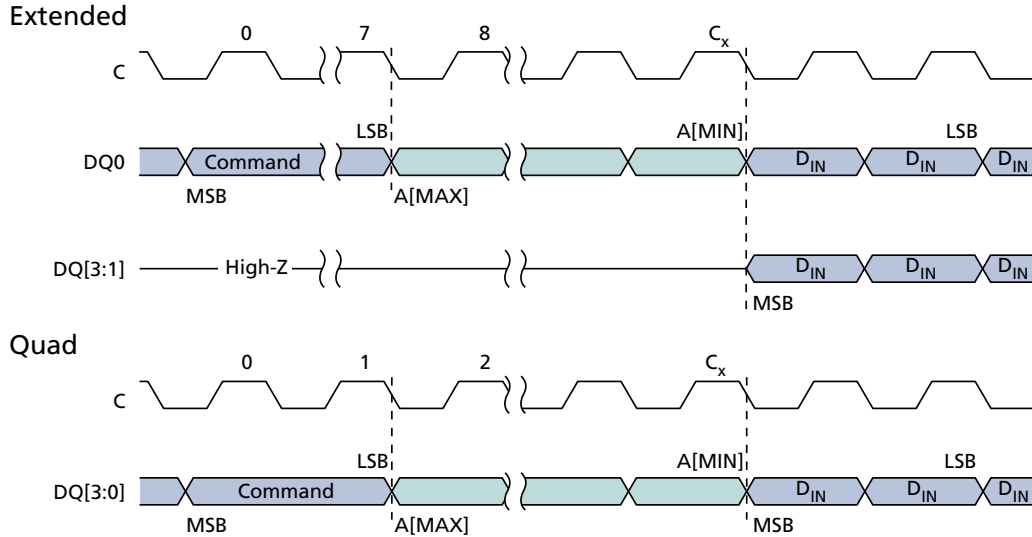 Extended
0 7 8 Cx
C
LSB A[MIN] LSB
DQ0 Command DIN DIN DIN
MSB A[MAX]
DQ[3:1] High-Z DIN DIN DIN
MSB
Quad
0 1 2 Cx
C
LSB A[MIN] LSB
DQ[3:0] Command DIN DIN DIN
MSB A[MAX] MSB